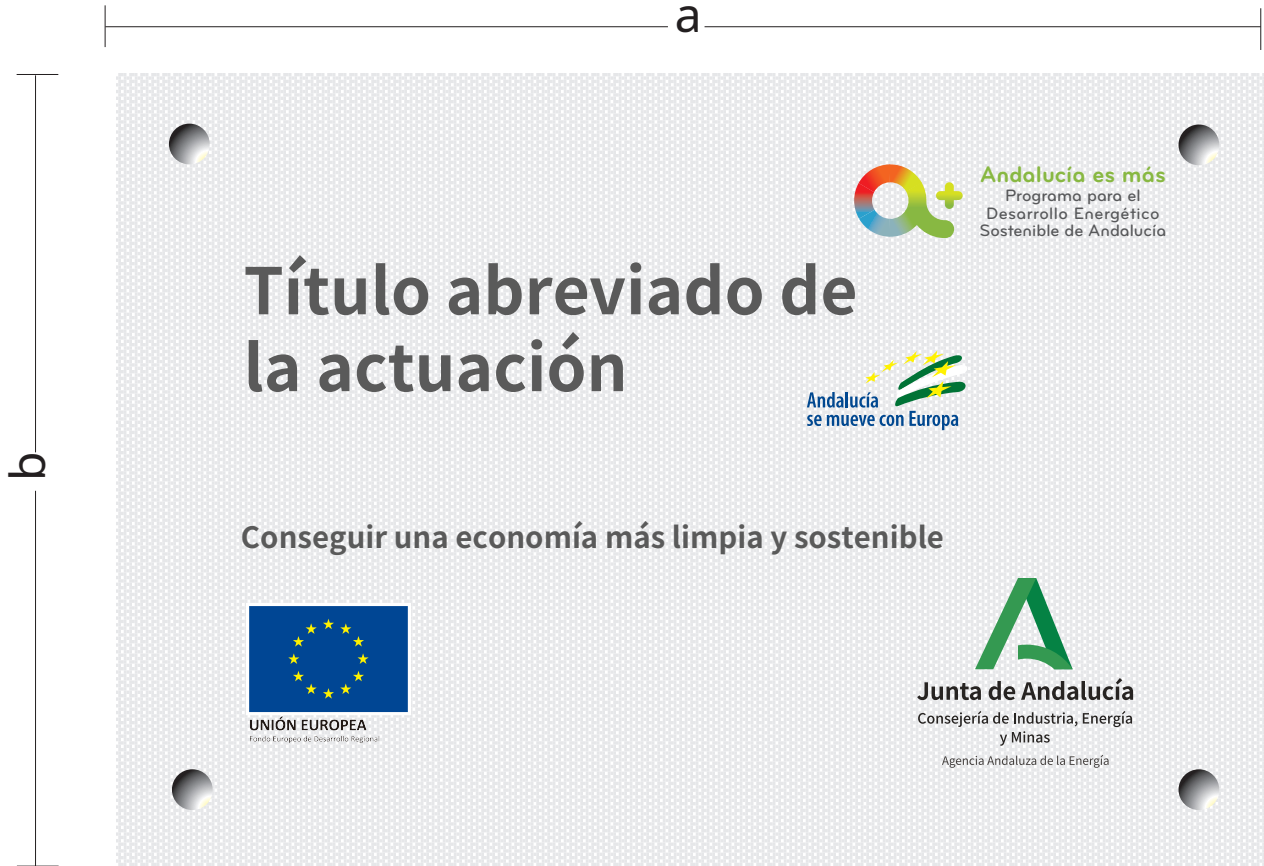 a
Andalucía es más
Programa para el
Desarrollo Energético
Sostenible de Andalucía
Título abreviado de
la actuación
Andalucía
se mueve con Europa
b
Conseguir una economía más limpia y sostenible
UNIÓN EUROPEA
Fondo Europeo de Desarrollo Regional
Junta de Andalucía
Consejería de Industria, Energía
y Minas
Agencia Andaluza de la Energía